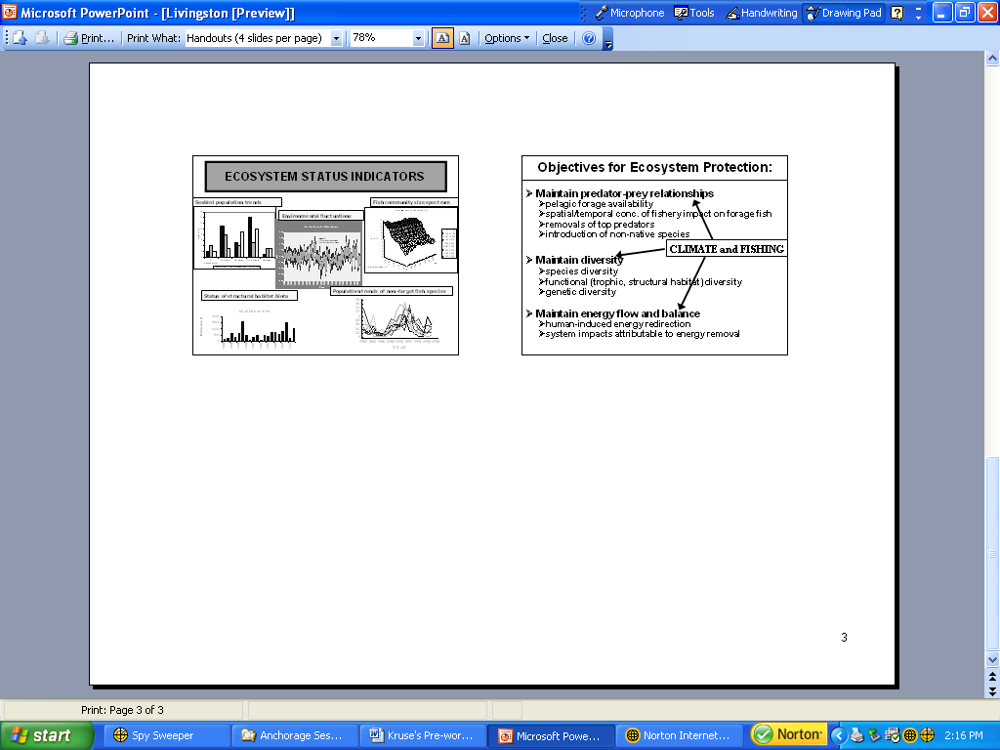 Microsoft PowerPoint - [Livingston [Preview]]
Microphone Tools Handwriting Drawing Pad
Print... Print What: Handouts (4 slides per page) 78% Options Close
ECOSYSTEM STATUS INDICATORS
Seabird population trends
Fish community size spectrum
Environmental fluctuations
Status of structural habitat biota
Population trends of non-target fish species
YEAR
Objectives for Ecosystem Protection:
Maintain predator-prey relationships
pelagic forage availability
spatial/temporal conc. of fishery impact on forage fish
removals of top predators
introduction of non-native species
CLIMATE and FISHING
Maintain diversity
species diversity
functional (trophic, structural habitat) diversity
genetic diversity
Maintain energy flow and balance
human-induced energy redirection
system impacts attributable to energy removal
3
Print: Page 3 of 3
start Spy Sweeper Anchorage Ses... Kruse's Pre-wor... Microsoft Powe... Norton Internet... Norton 2:16 PM